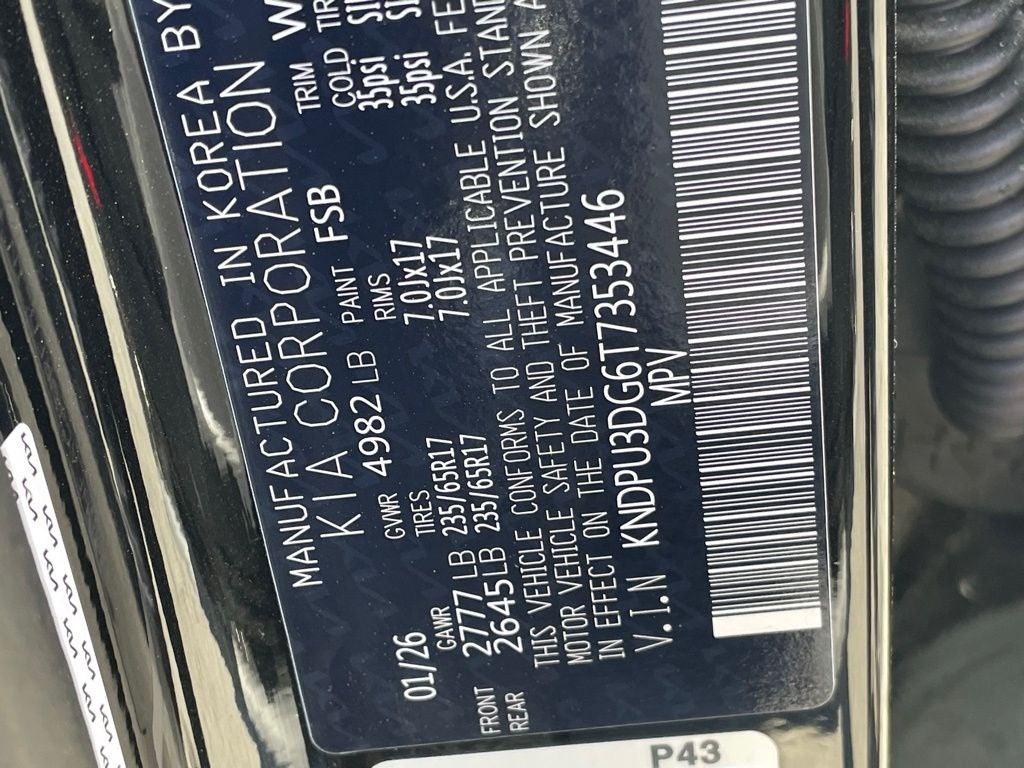 MANUFACTURED IN KOREA BY
KIA CORPORATION
01/26 GVWR 4982 LB PAINT FSB TRIM W
GAWR TIRES RIMS COLD TIR
FRONT 2777 LB 235/65R17 7.0Jx17 35psi
REAR 2645LB 235/65R17 7.0Jx17 35psi
THIS VEHICLE CONFORMS TO ALL APPLICABLE U.S.A. FE
MOTOR VEHICLE SAFETY AND THEFT PREVENTION STAND
IN EFFECT ON THE DATE OF MANUFACTURE SHOWN A
V.I.N KNDPU3DG6T7353446
MPV
P43